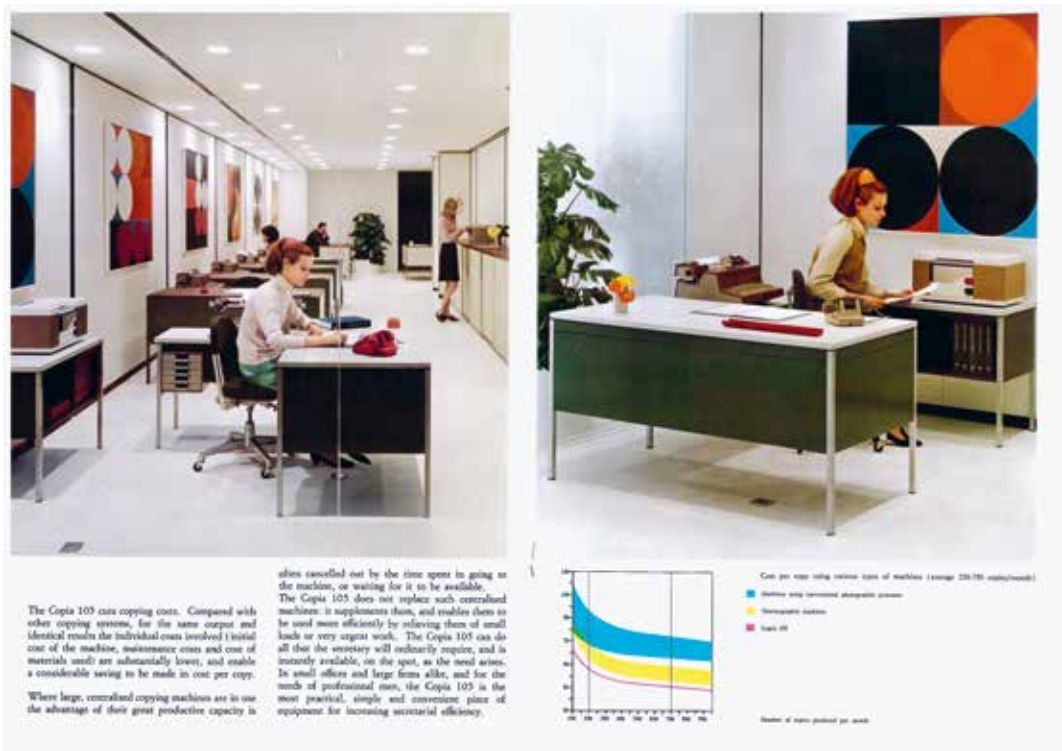 The Copia 105 cuts copying costs. Compared with
other copying systems, for the same output and
identical results the individual costs involved (initial
cost of the machine, maintenance costs and cost of
materials used) are substantially lower, and enable
a considerable saving to be made in cost per copy.
Where large, centralised copying machines are in use
the advantage of their great productive capacity is
often cancelled out by the time spent in going to
the machine, or waiting for it to be available.
The Copia 105 does not replace such centralised
machines: it supplements them, and enables them to
be used more efficiently by relieving them of small
loads or very urgent work. The Copia 105 can do
all that the secretary will ordinarily require, and is
instantly available, on the spot, as the need arises.
In small offices and large firms alike, and for the
needs of professional men, the Copia 105 is the
most practical, simple and convenient piece of
equipment for increasing secretarial efficiency.
Cost per copy using various types of machines (average copies/month)
Machines using conventional photographic processes
Thermographic machines
Copia 105
Number of copies produced per month